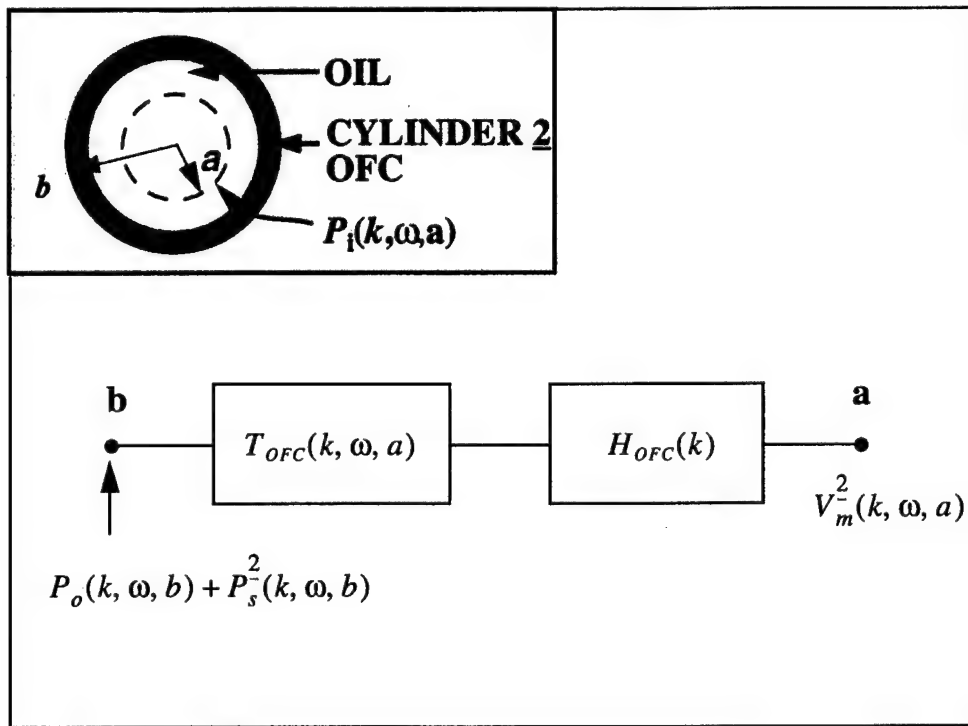 OIL
CYLINDER 2
OFC
a
b
P_i(k,ω,a)
b
a
T_OFC(k, ω, a)
H_OFC(k)
V_m^2(k, ω, a)
P_o(k, ω, b) + P_s^2(k, ω, b)